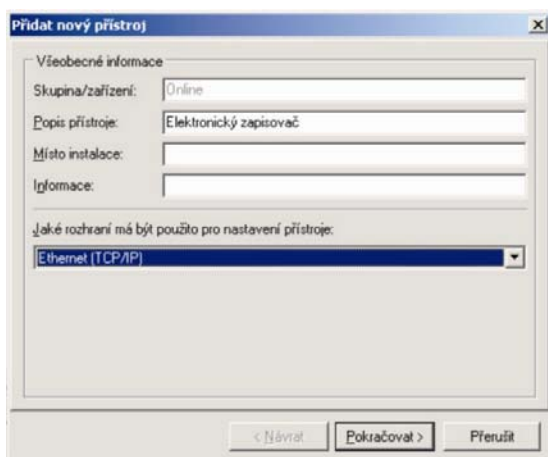 Přidat nový přístroj
Všeobecné informace
Skupina/zařízení: Online
Popis přístroje: Elektronický zapisovač
Místo instalace:
Informace:
Jaké rozhraní má být použito pro nastavení přístroje:
Ethernet (TCP/IP)
< Návrat Pokračovat > Přerušit